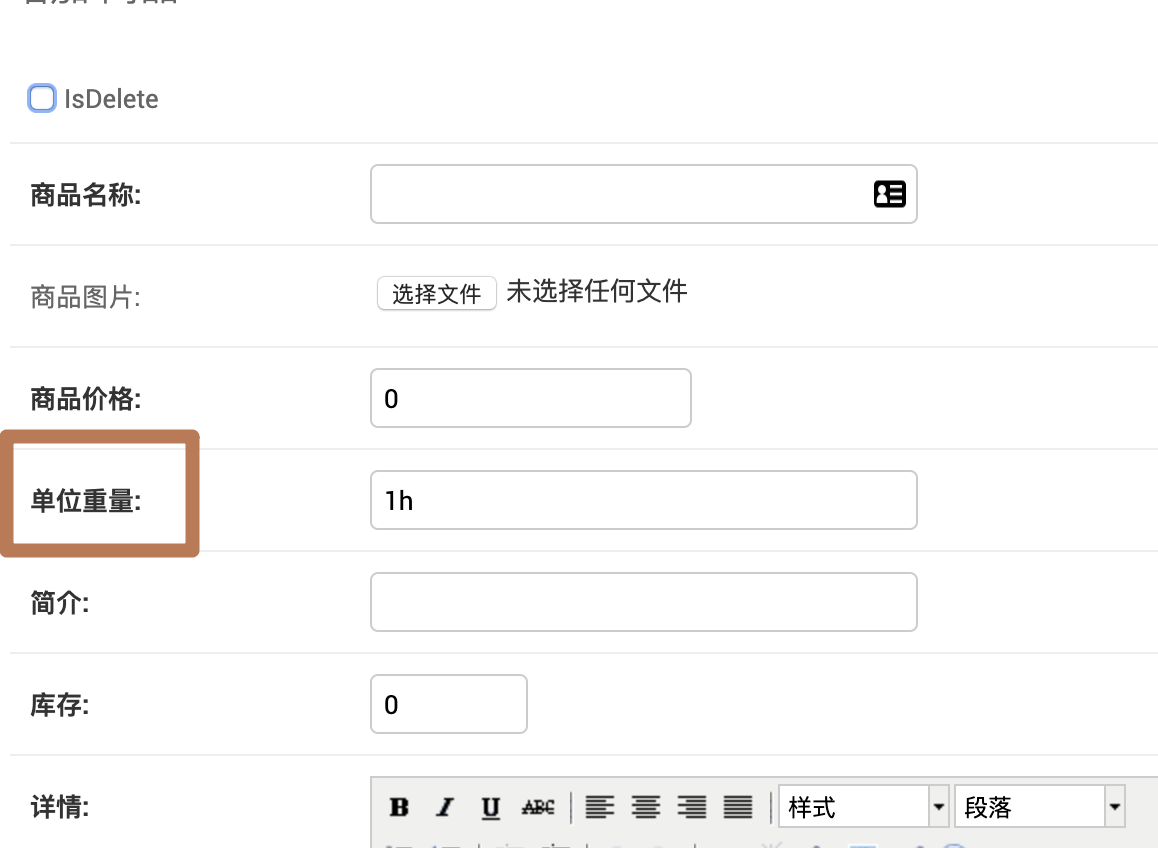 IsDelete
商品名称:
商品图片: 选择文件 未选择任何文件
商品价格: 0
单位重量: 1h
简介:
库存: 0
详情: B I U ABC 样式 段落